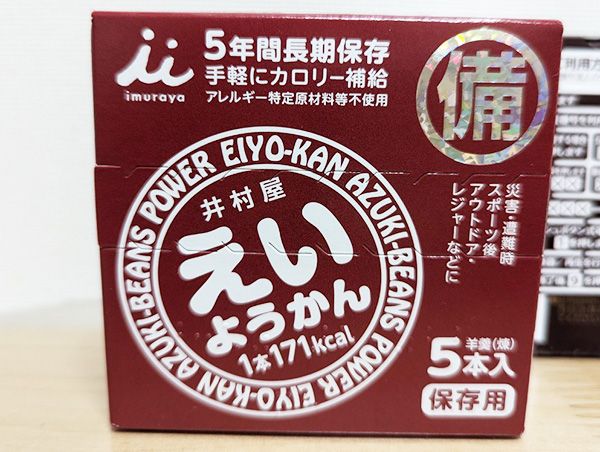 imuraya
5年間長期保存
手軽にカロリー補給
アレルギー特定原材料等不使用
備
災害・遭難時
スポーツ後
アウトドア・
レジャーなどに
EIYO-KAN AZUKI-BEANS POWER EIYO-KAN AZUKI-BEANS POWER
井村屋
えい
ようかん
1本171kcal
羊羹(煉)
5本入
保存用
利用方